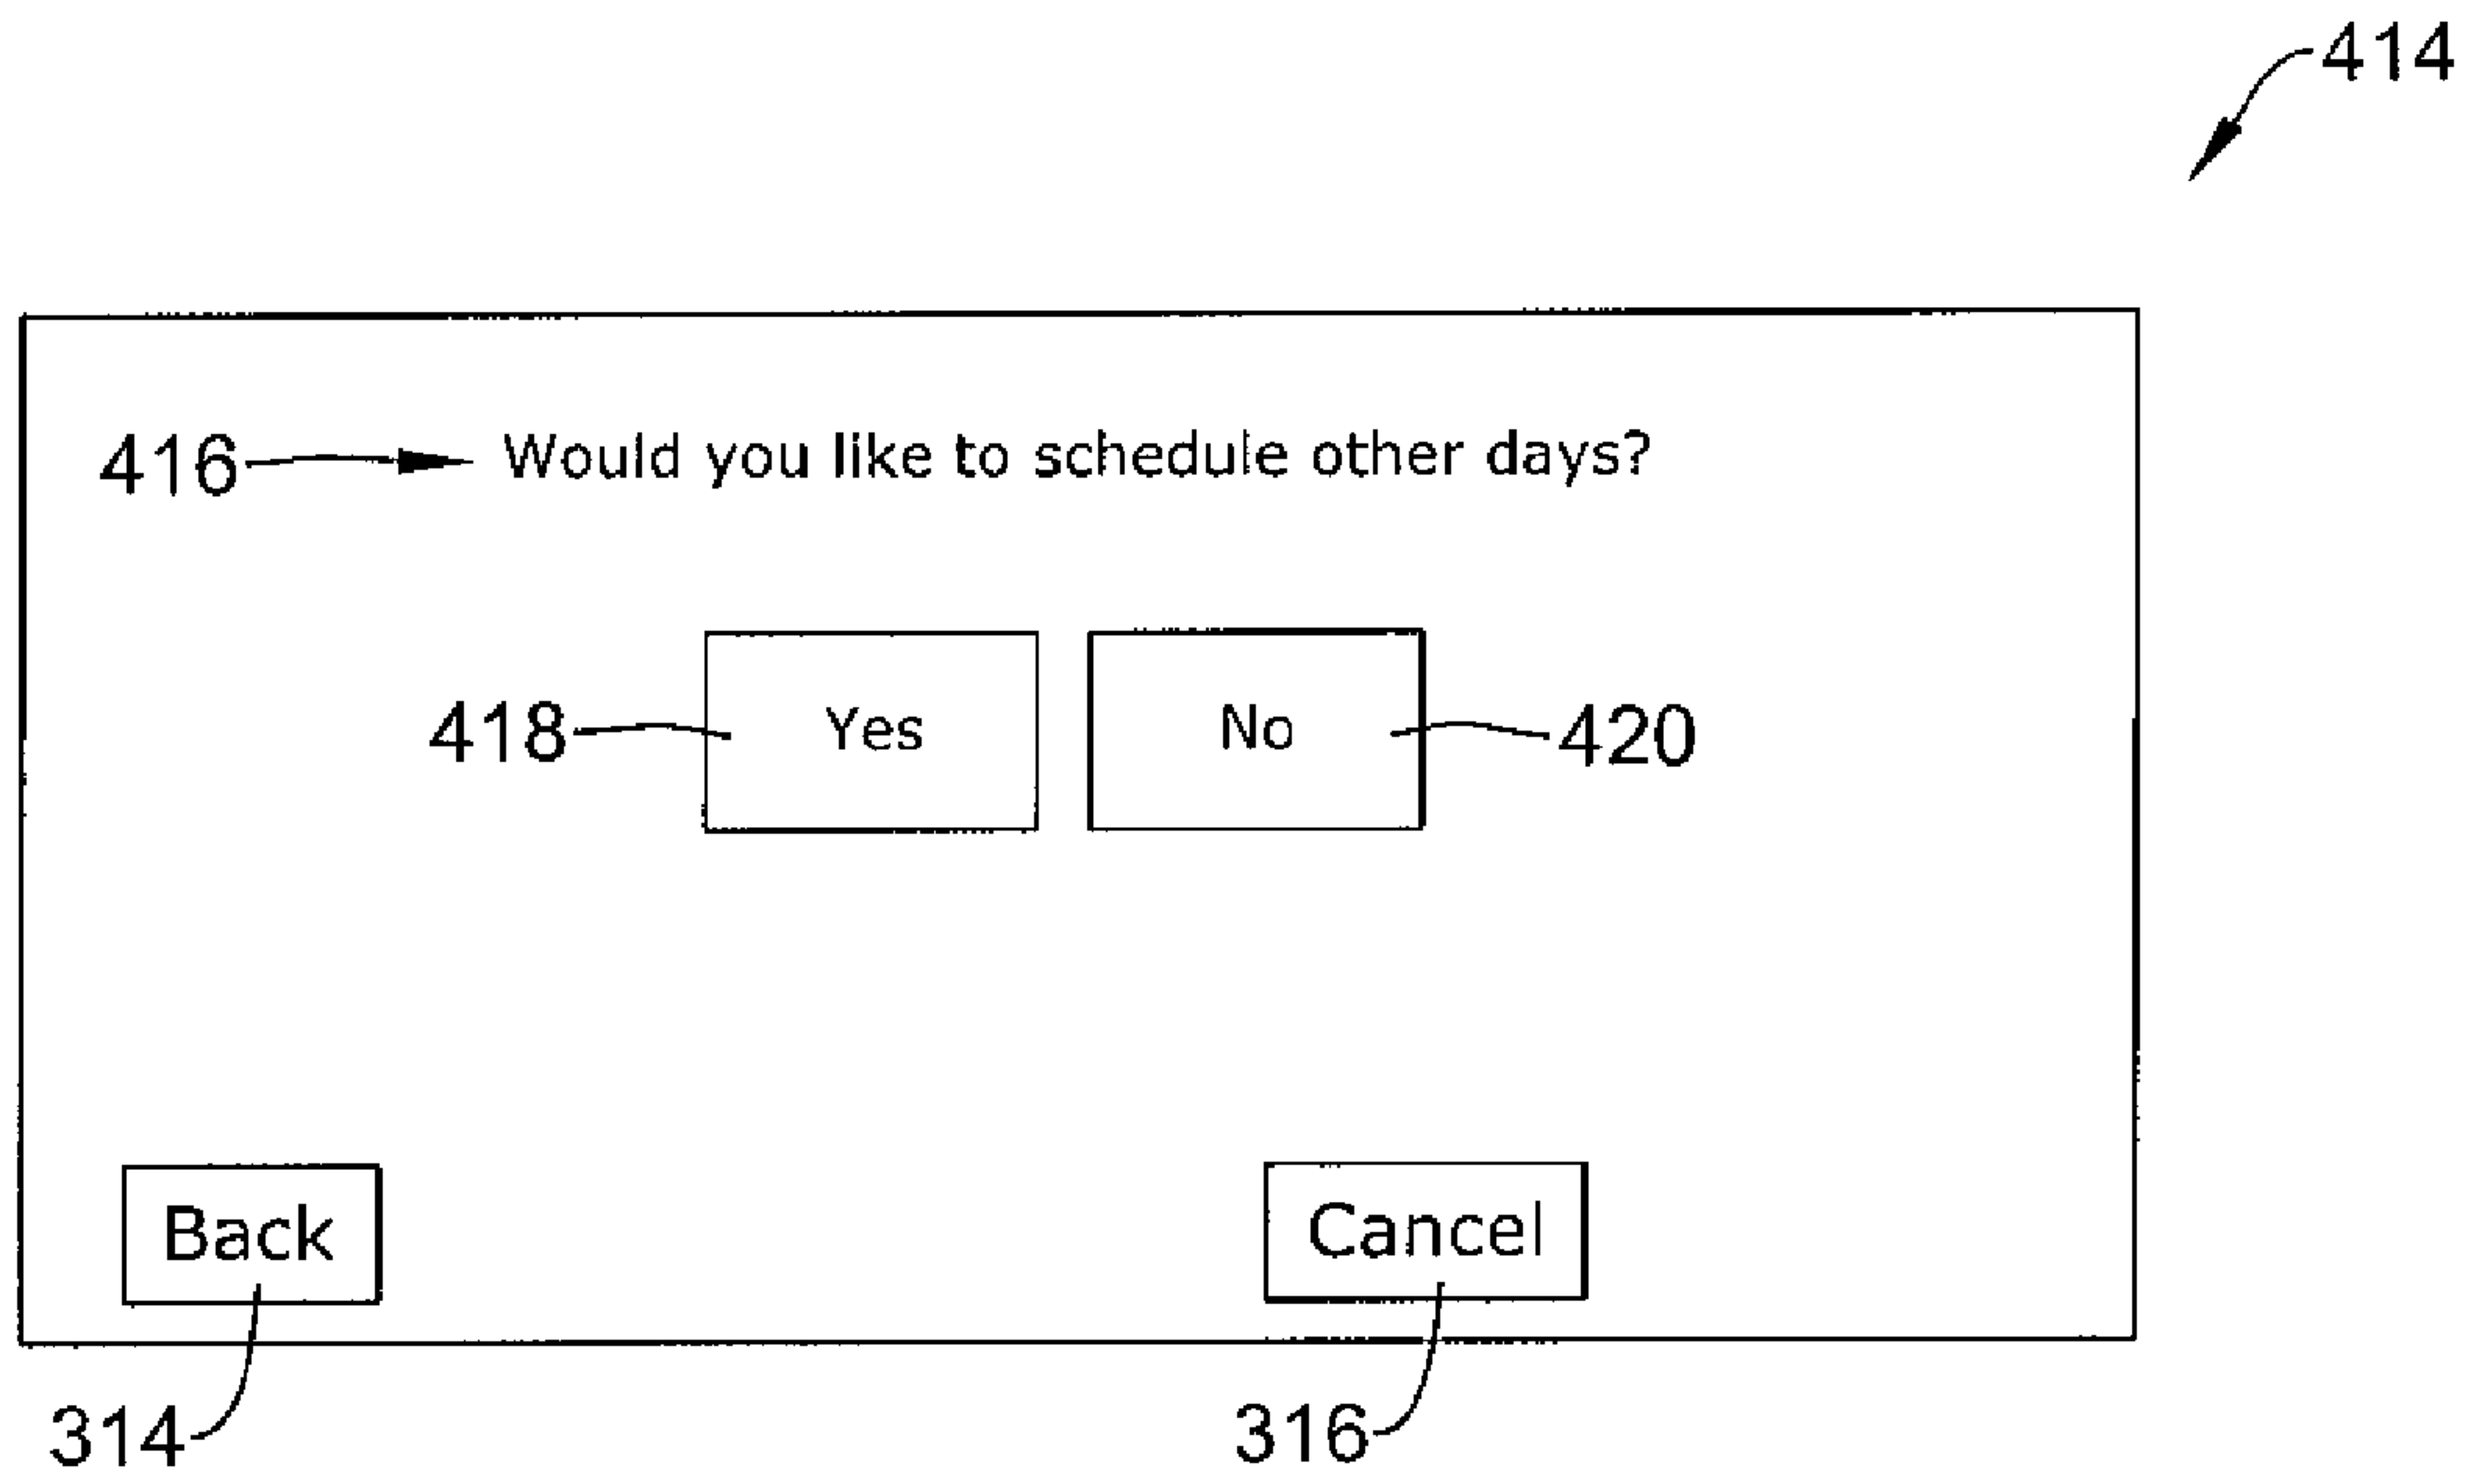 414
416 Would you like to schedule other days?
418 Yes No 420
Back Cancel
314 316